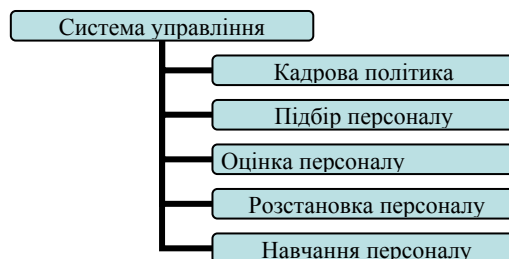 Система управління
Кадрова політика
Підбір персоналу
Оцінка персоналу
Розстановка персоналу
Навчання персоналу